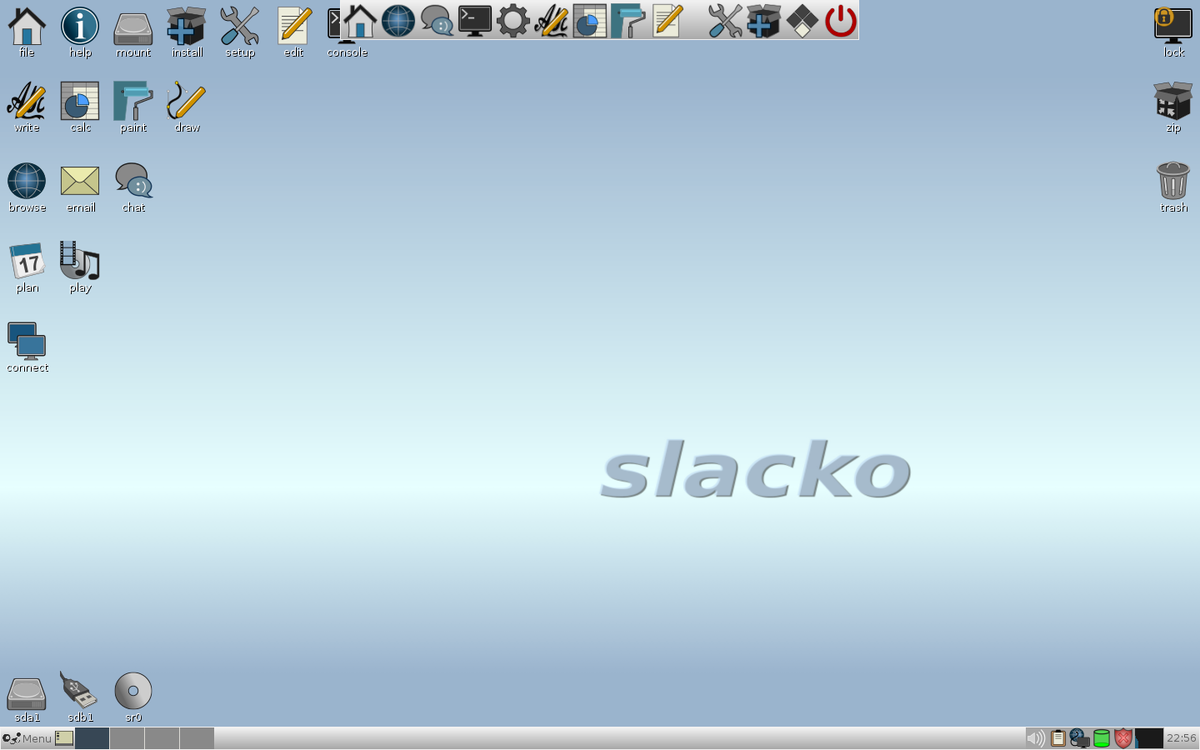 file help mount install setup edit console lock
write calc paint draw zip
browse email chat trash
17
plan play
connect
slacko
sda1 sdb1 sr0
Menu 22:56